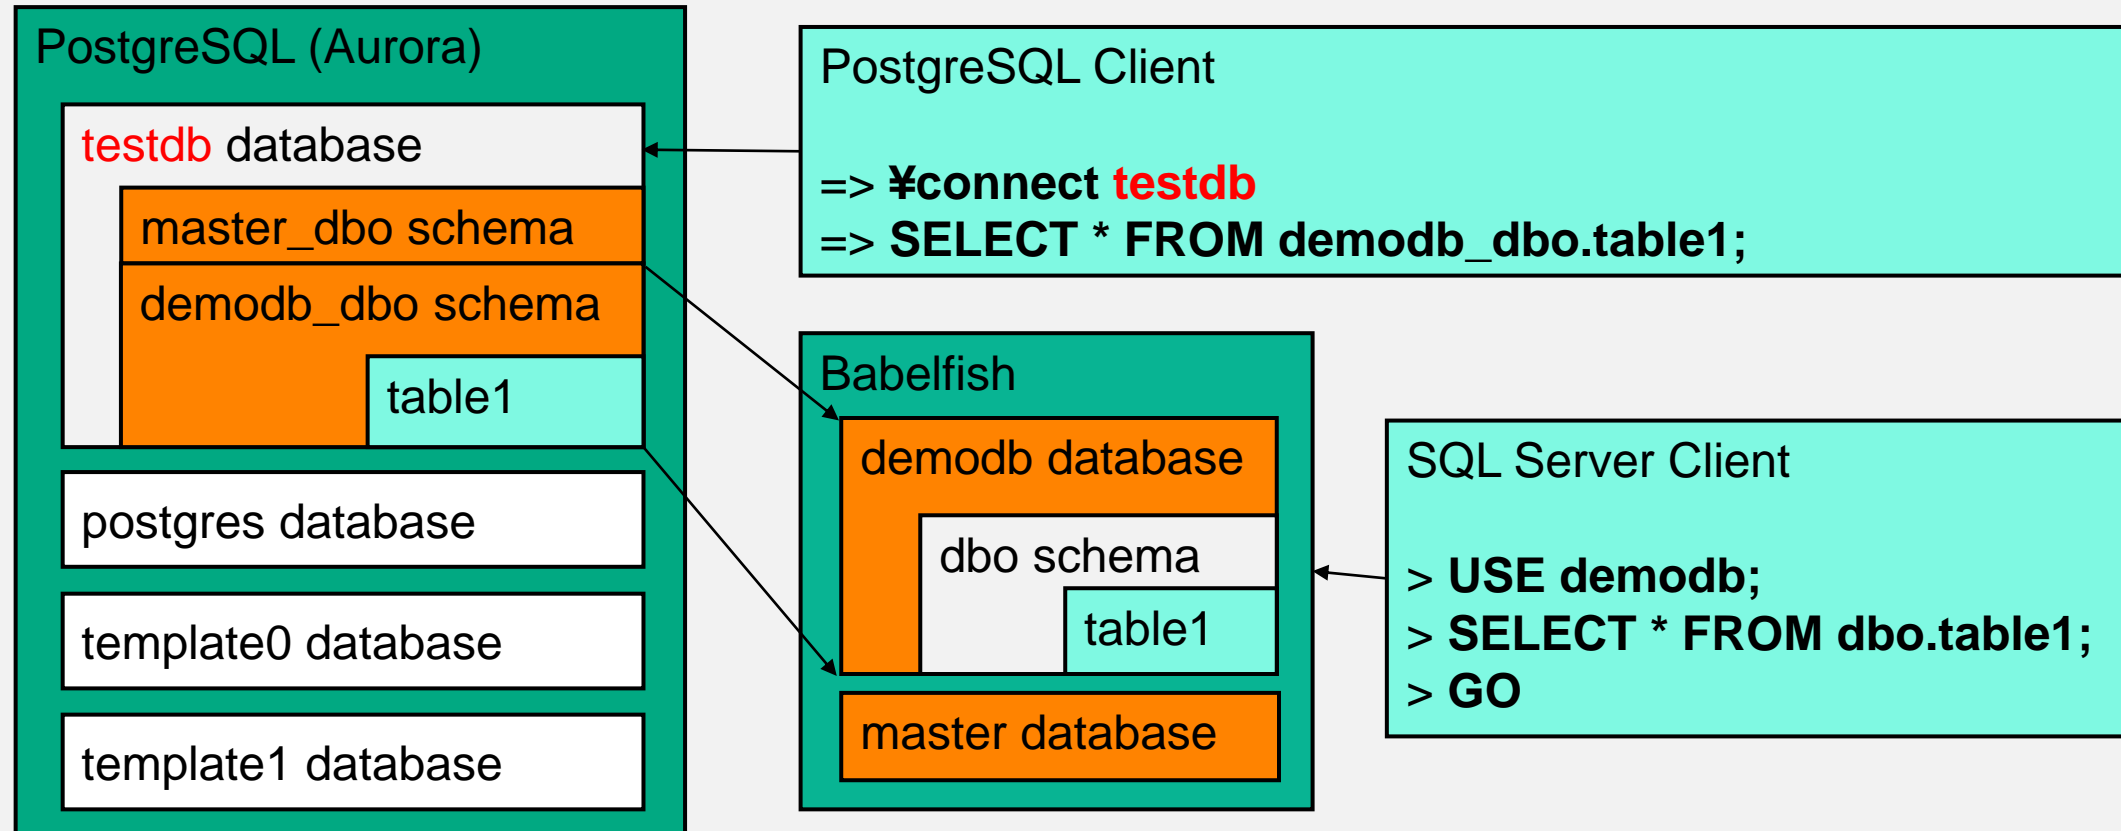 PostgreSQL (Aurora)
testdb database
master_dbo schema
demodb_dbo schema
table1
postgres database
template0 database
template1 database
PostgreSQL Client
=> ¥connect testdb
=> SELECT * FROM demodb_dbo.table1;
Babelfish
demodb database
dbo schema
table1
master database
SQL Server Client
> USE demodb;
> SELECT * FROM dbo.table1;
> GO